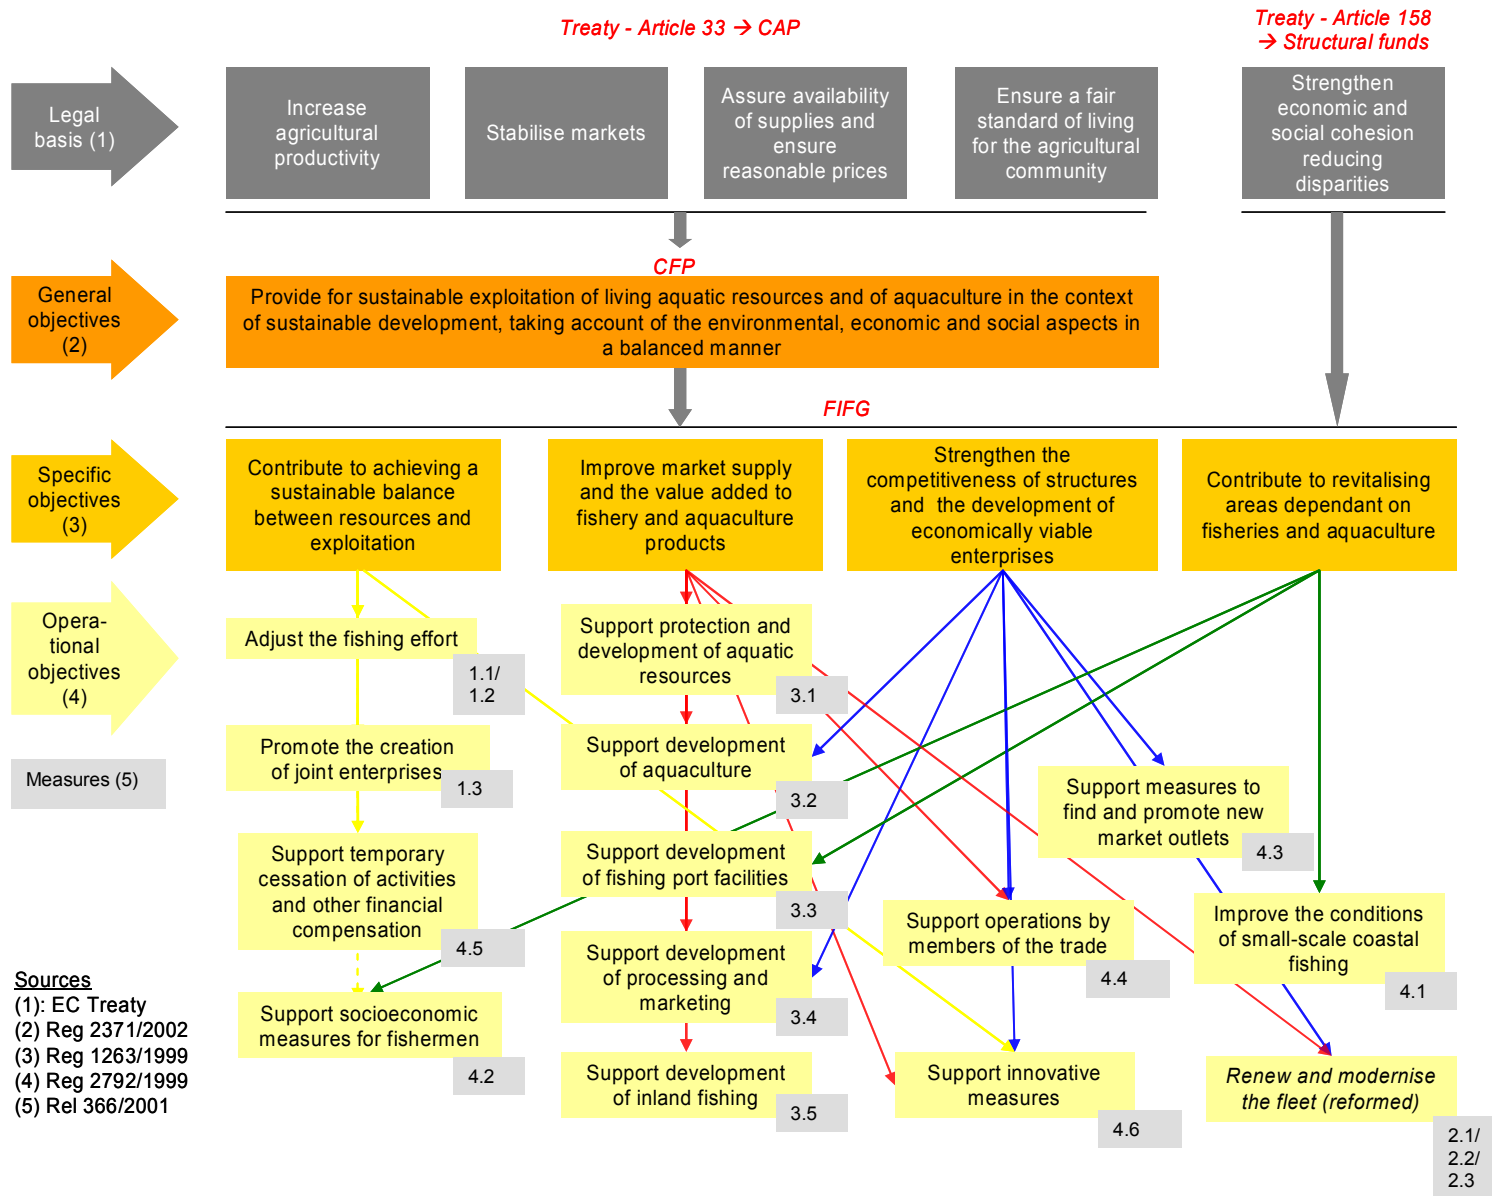 Treaty - Article 33 → CAP
Treaty - Article 158
→ Structural funds
Legal
basis (1)
Increase
agricultural
productivity
Stabilise markets
Assure availability
of supplies and
ensure
reasonable prices
Ensure a fair
standard of living
for the agricultural
community
Strengthen
economic and
social cohesion
reducing
disparities
CFP
General
objectives
(2)
Provide for sustainable exploitation of living aquatic resources and of aquaculture in the context
of sustainable development, taking account of the environmental, economic and social aspects in
a balanced manner
FIFG
Specific
objectives
(3)
Contribute to achieving a
sustainable balance
between resources and
exploitation
Improve market supply
and the value added to
fishery and aquaculture
products
Strengthen the
competitiveness of structures
and the development of
economically viable
enterprises
Contribute to revitalising
areas dependant on
fisheries and aquaculture
Opera-
tional
objectives
(4)
Adjust the fishing effort
1.1/
1.2
Support protection and
development of aquatic
resources
3.1
Promote the creation
of joint enterprises
1.3
Support development
of aquaculture
3.2
Support measures to
find and promote new
market outlets
4.3
Measures (5)
Support temporary
cessation of activities
and other financial
compensation
4.5
Support development
of fishing port facilities
3.3
Support operations by
members of the trade
4.4
Improve the conditions
of small-scale coastal
fishing
4.1
Support development
of processing and
marketing
3.4
Support socioeconomic
measures for fishermen
4.2
Support development
of inland fishing
3.5
Support innovative
measures
4.6
Renew and modernise
the fleet (reformed)
2.1/
2.2/
2.3
Sources
(1): EC Treaty
(2) Reg 2371/2002
(3) Reg 1263/1999
(4) Reg 2792/1999
(5) Rel 366/2001